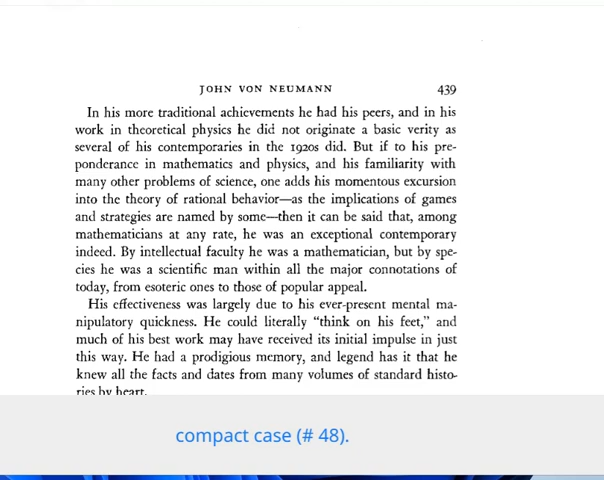 JOHN VON NEUMANN 439
In his more traditional achievements he had his peers, and in his
work in theoretical physics he did not originate a basic verity as
several of his contemporaries in the 1920s did. But if to his pre-
ponderance in mathematics and physics, and his familiarity with
many other problems of science, one adds his momentous excursion
into the theory of rational behavior—as the implications of games
and strategies are named by some—then it can be said that, among
mathematicians at any rate, he was an exceptional contemporary
indeed. By intellectual faculty he was a mathematician, but by spe-
cies he was a scientific man within all the major connotations of
today, from esoteric ones to those of popular appeal.
His effectiveness was largely due to his ever-present mental ma-
nipulatory quickness. He could literally “think on his feet,” and
much of his best work may have received its initial impulse in just
this way. He had a prodigious memory, and legend has it that he
knew all the facts and dates from many volumes of standard histo-
ries by heart.
compact case (# 48).